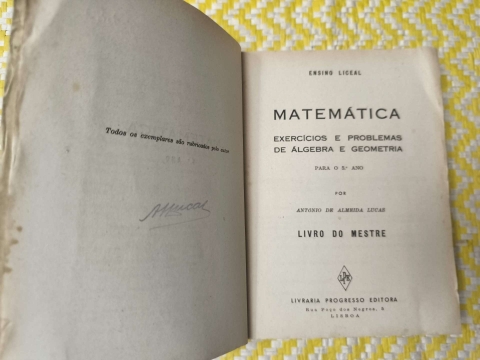 Todos os exemplares são rubricados pelo autor
ENSINO LICEAL
MATEMÁTICA
EXERCÍCIOS E PROBLEMAS
DE ÁLGEBRA E GEOMETRIA
PARA O 5.º ANO
POR
ANTONIO DE ALMEIDA LUCAS
LIVRO DO MESTRE
LIVRARIA PROGRESSO EDITORA
LISBOA